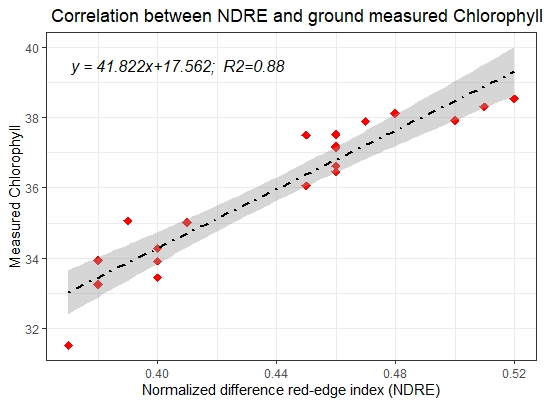 Correlation between NDRE and ground measured Chlorophyll
y = 41.822x+17.562;  R2=0.88
Measured Chlorophyll
40
38
36
34
32
0.40 0.44 0.48 0.52
Normalized difference red-edge index (NDRE)